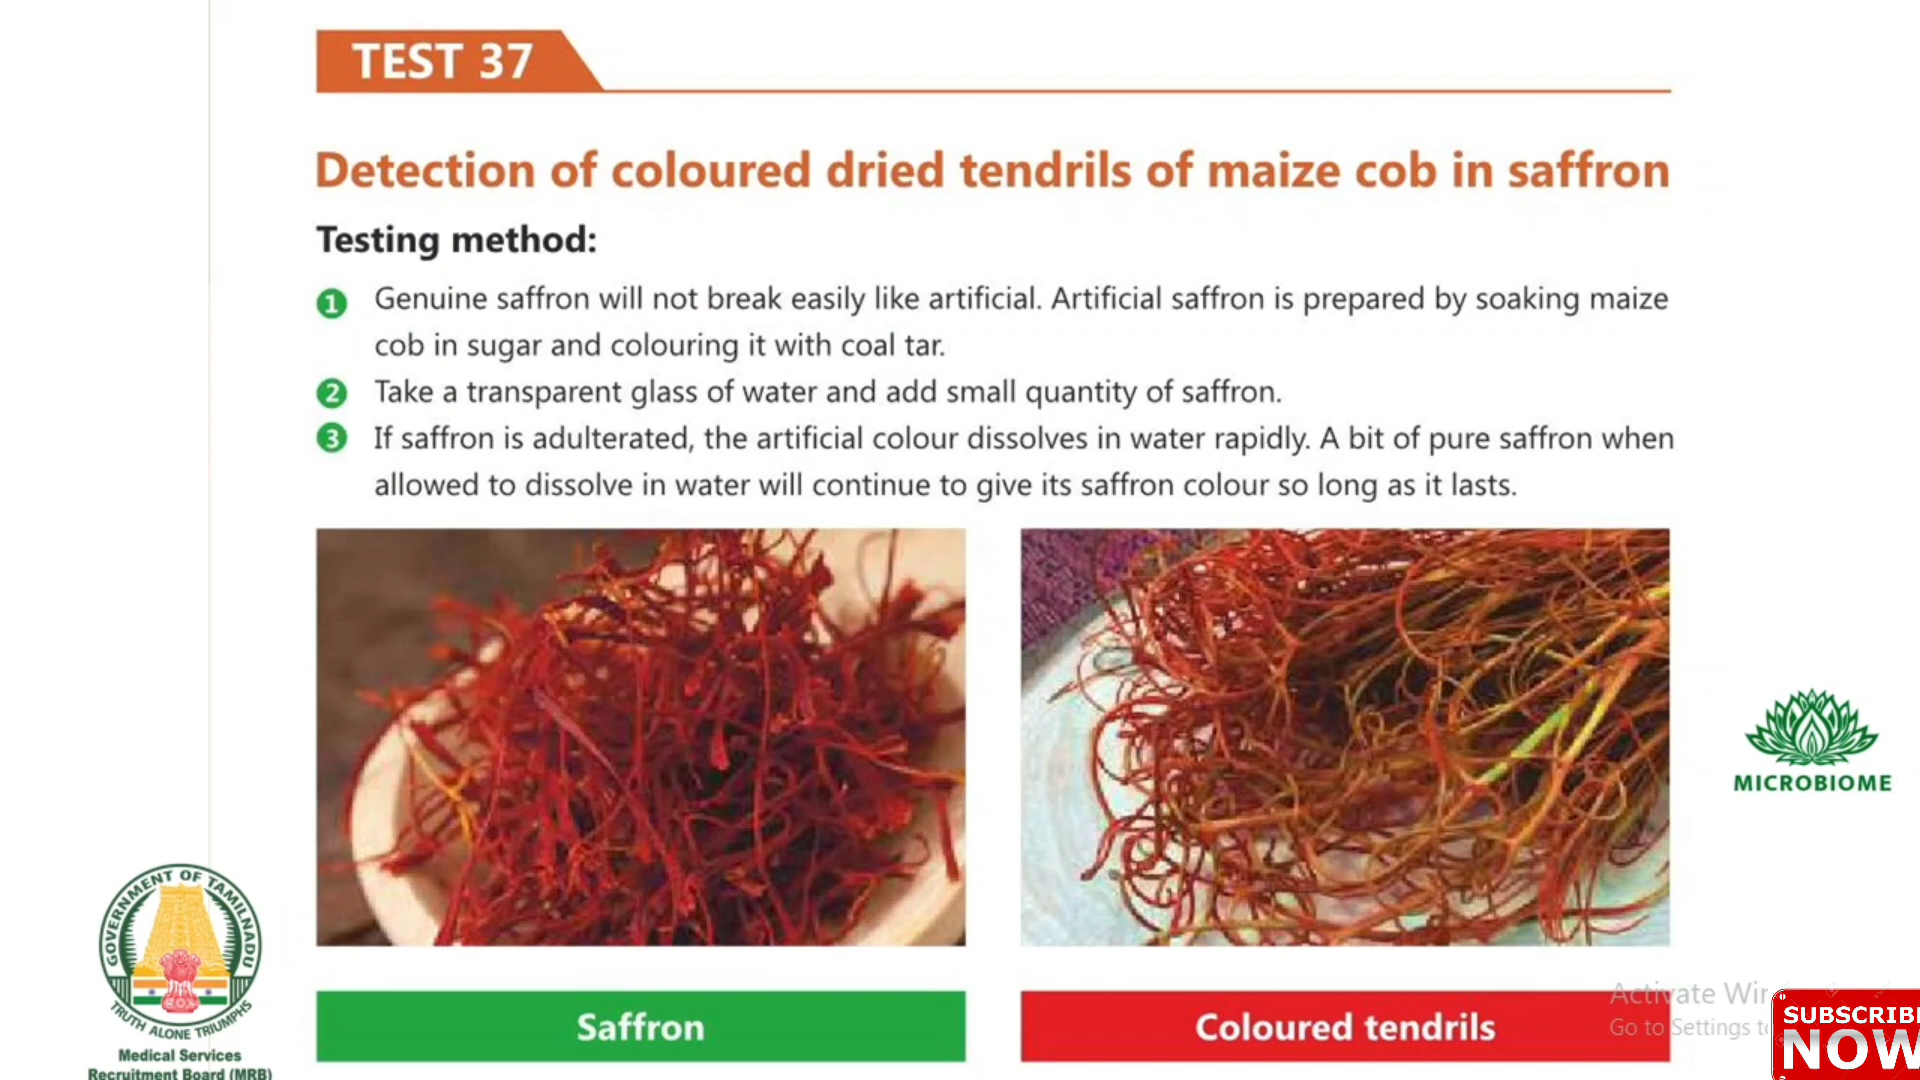 TEST 37
Detection of coloured dried tendrils of maize cob in saffron
Testing method:
1 Genuine saffron will not break easily like artificial. Artificial saffron is prepared by soaking maize
cob in sugar and colouring it with coal tar.
2 Take a transparent glass of water and add small quantity of saffron.
3 If saffron is adulterated, the artificial colour dissolves in water rapidly. A bit of pure saffron when
allowed to dissolve in water will continue to give its saffron colour so long as it lasts.
MICROBIOME
GOVERNMENT OF TAMILNADU
TRUTH ALONE TRIUMPHS
Medical Services
Recruitment Board (MRB)
Saffron
Coloured tendrils
Activate Wi
Go to Settings t
SUBSCRIB
NOW